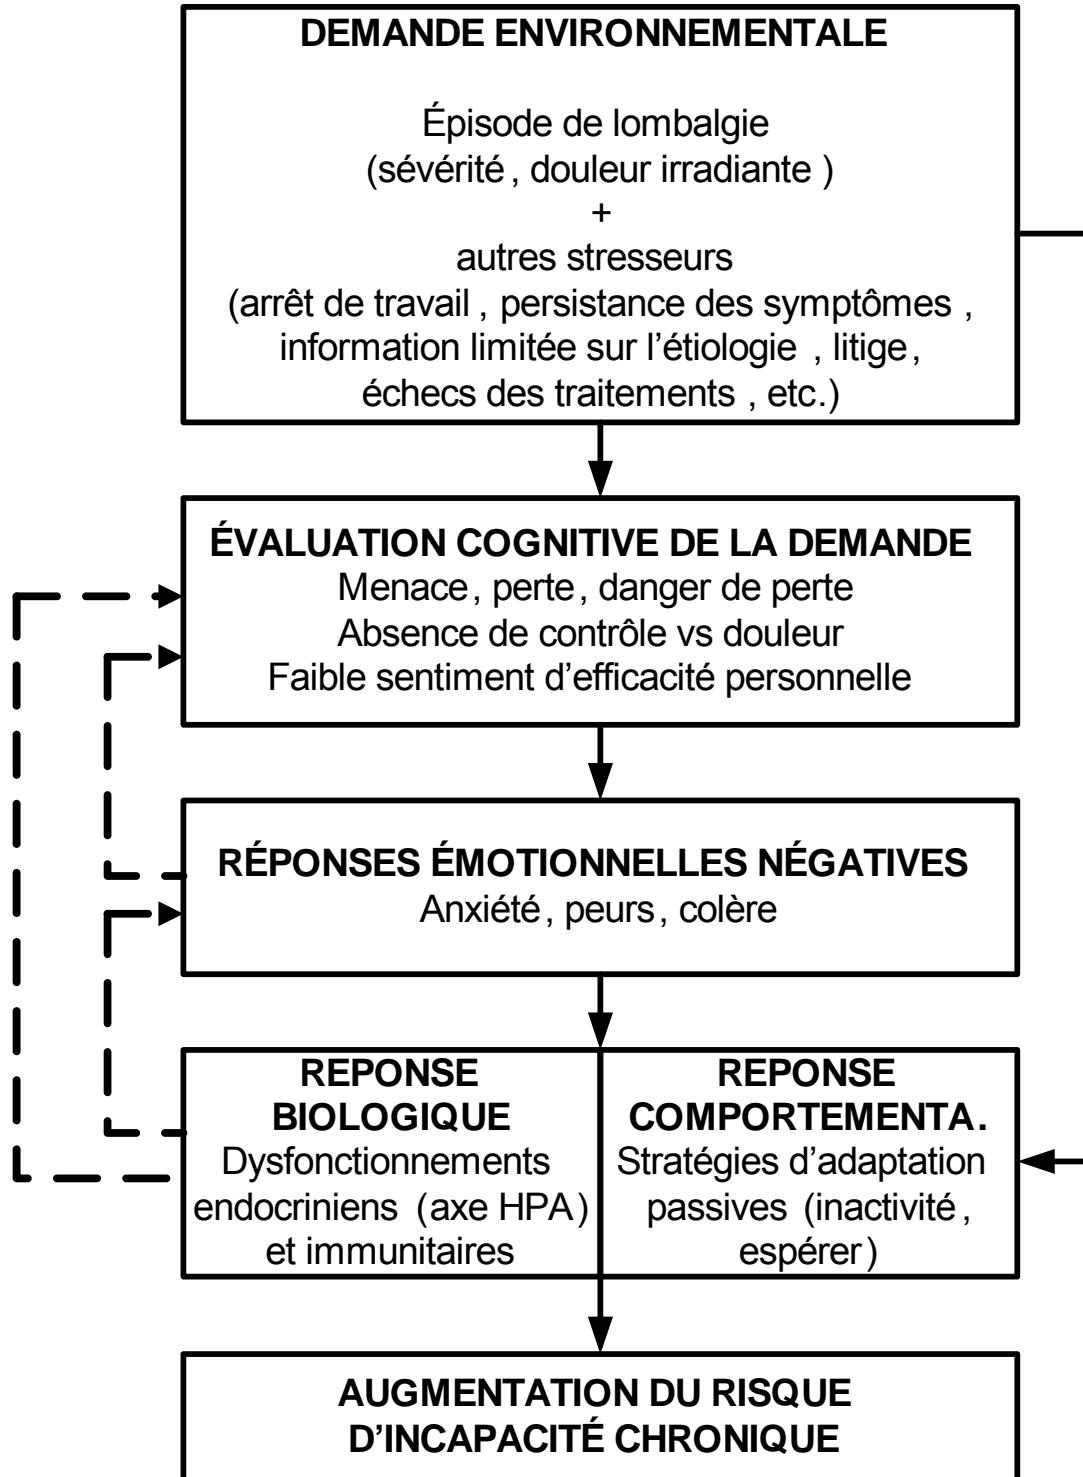 DEMANDE ENVIRONNEMENTALE
Épisode de lombalgie
(sévérité, douleur irradiante )
+
autres stresseurs
(arrêt de travail , persistance des symptômes ,
information limitée sur l'étiologie , litige,
échecs des traitements , etc.)
ÉVALUATION COGNITIVE DE LA DEMANDE
Menace, perte, danger de perte
Absence de contrôle vs douleur
Faible sentiment d'efficacité personnelle
RÉPONSES ÉMOTIONNELLES NÉGATIVES
Anxiété, peurs, colère
REPONSE
BIOLOGIQUE
Dysfonctionnements
endocriniens (axe HPA)
et immunitaires
REPONSE
COMPORTEMENTA.
Stratégies d'adaptation
passives (inactivité,
espérer)
AUGMENTATION DU RISQUE
D'INCAPACITÉ CHRONIQUE